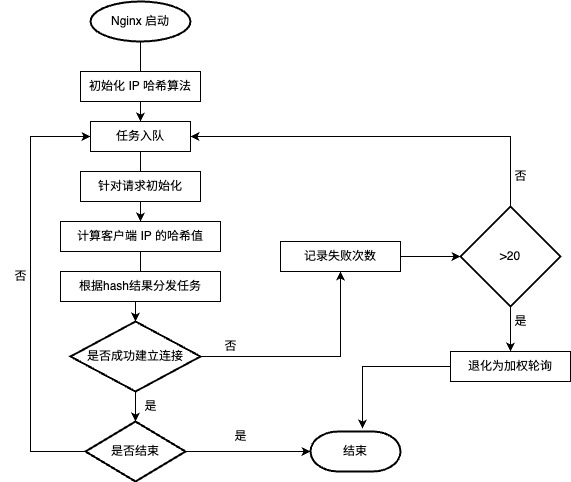 Nginx 启动
初始化 IP 哈希算法
任务入队
针对请求初始化
计算客户端 IP 的哈希值
根据hash结果分发任务
是否成功建立连接
否
记录失败次数
>20
否
是
退化为加权轮询
是
是否结束
否
是
结束